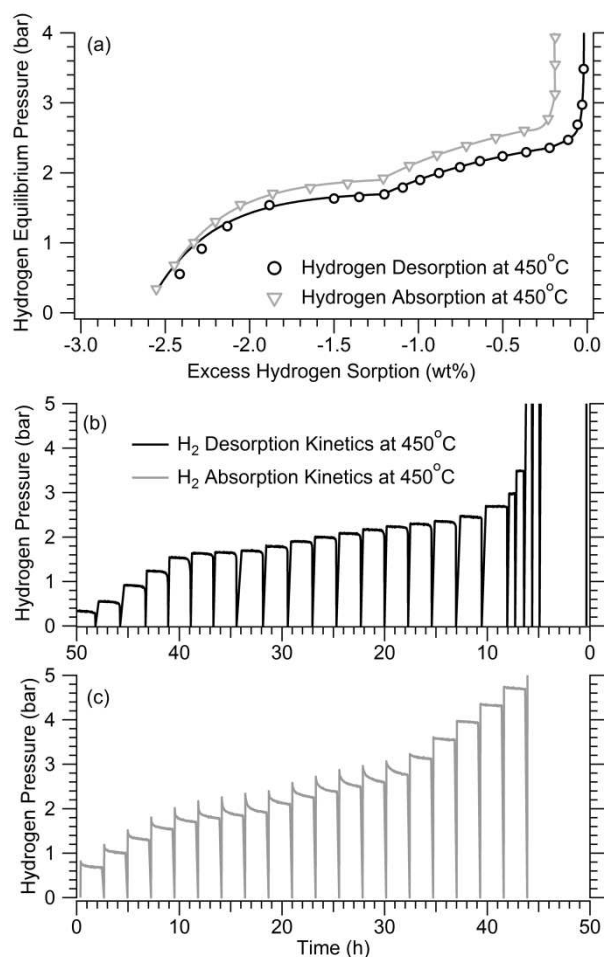 (a)
Hydrogen Equilibrium Pressure (bar)
4
3
2
1
0
Hydrogen Desorption at 450°C
Hydrogen Absorption at 450°C
-3.0 -2.5 -2.0 -1.5 -1.0 -0.5 0.0
Excess Hydrogen Sorption (wt%)
(b)
Hydrogen Pressure (bar)
5
4
3
2
1
0
H₂ Desorption Kinetics at 450°C
H₂ Absorption Kinetics at 450°C
50 40 30 20 10 0
(c)
Hydrogen Pressure (bar)
5
4
3
2
1
0
0 10 20 30 40 50
Time (h)